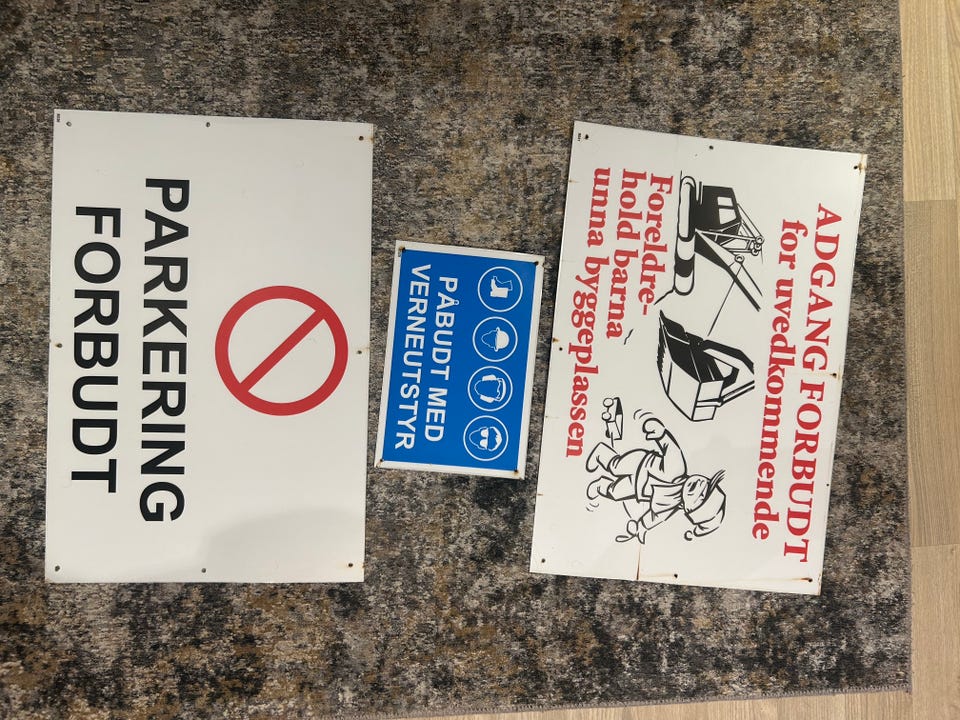 ADGANG FORBUDT
for uvedkommende
Foreldre-
hold barna
unna byggeplassen
PÅBUDT MED
VERNEUTSTYR
PARKERING
FORBUDT